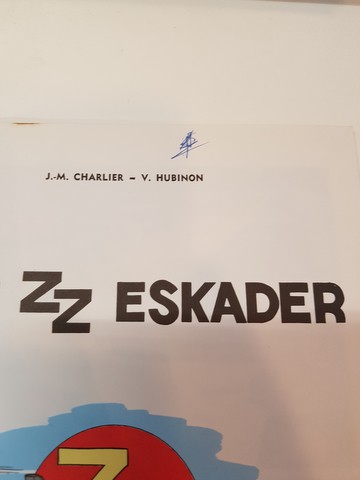 J.-M. CHARLIER – V. HUBINON
ZZ ESKADER
Z